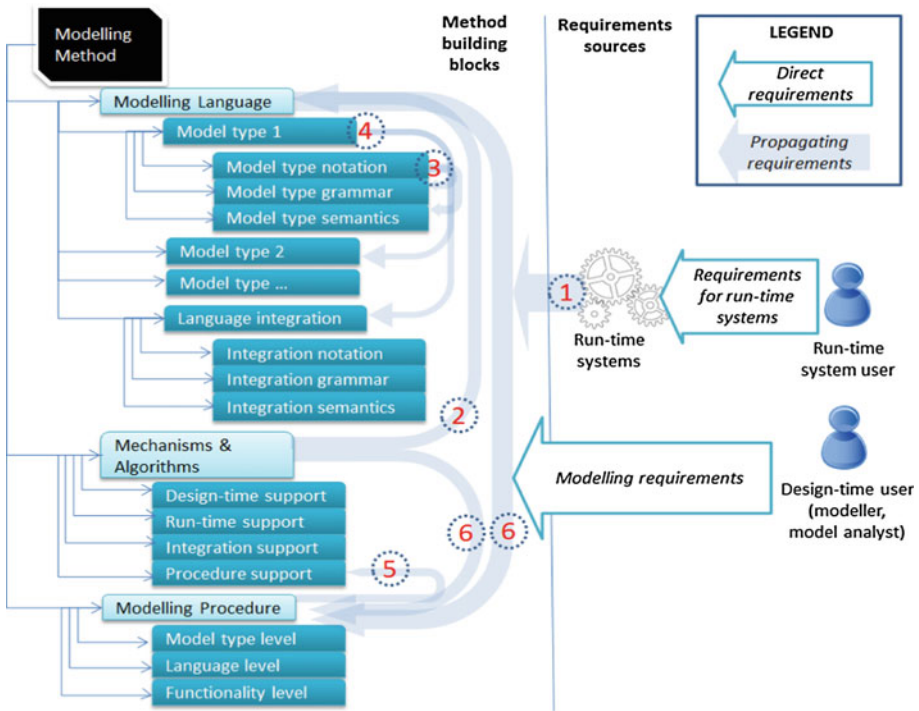 Modelling
Method
Method
building
blocks
Requirements
sources
LEGEND
Direct
requirements
Propagating
requirements
Modelling Language
Model type 1
4
Model type notation
3
Model type grammar
Model type semantics
Model type 2
Model type ...
Language integration
Integration notation
Integration grammar
Integration semantics
2
1
Run-time
systems
Requirements
for run-time
systems
Run-time
system user
Mechanisms &
Algorithms
Design-time support
Run-time support
Integration support
Procedure support
5
6
6
Modelling requirements
Design-time user
(modeller,
model analyst)
Modelling Procedure
Model type level
Language level
Functionality level